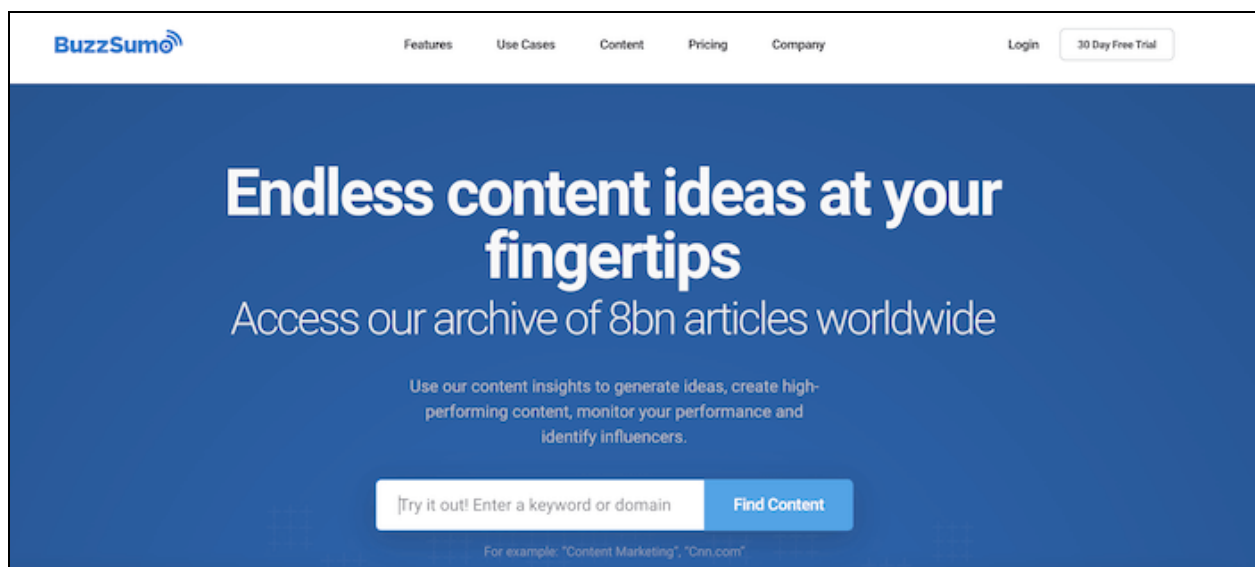 BuzzSumo
Features Use Cases Content Pricing Company Login 30 Day Free Trial
Endless content ideas at your
fingertips
Access our archive of 8bn articles worldwide
Use our content insights to generate ideas, create high-
performing content, monitor your performance and
identify influencers.
Try it out! Enter a keyword or domain Find Content
For example: "Content Marketing", "Cnn.com"